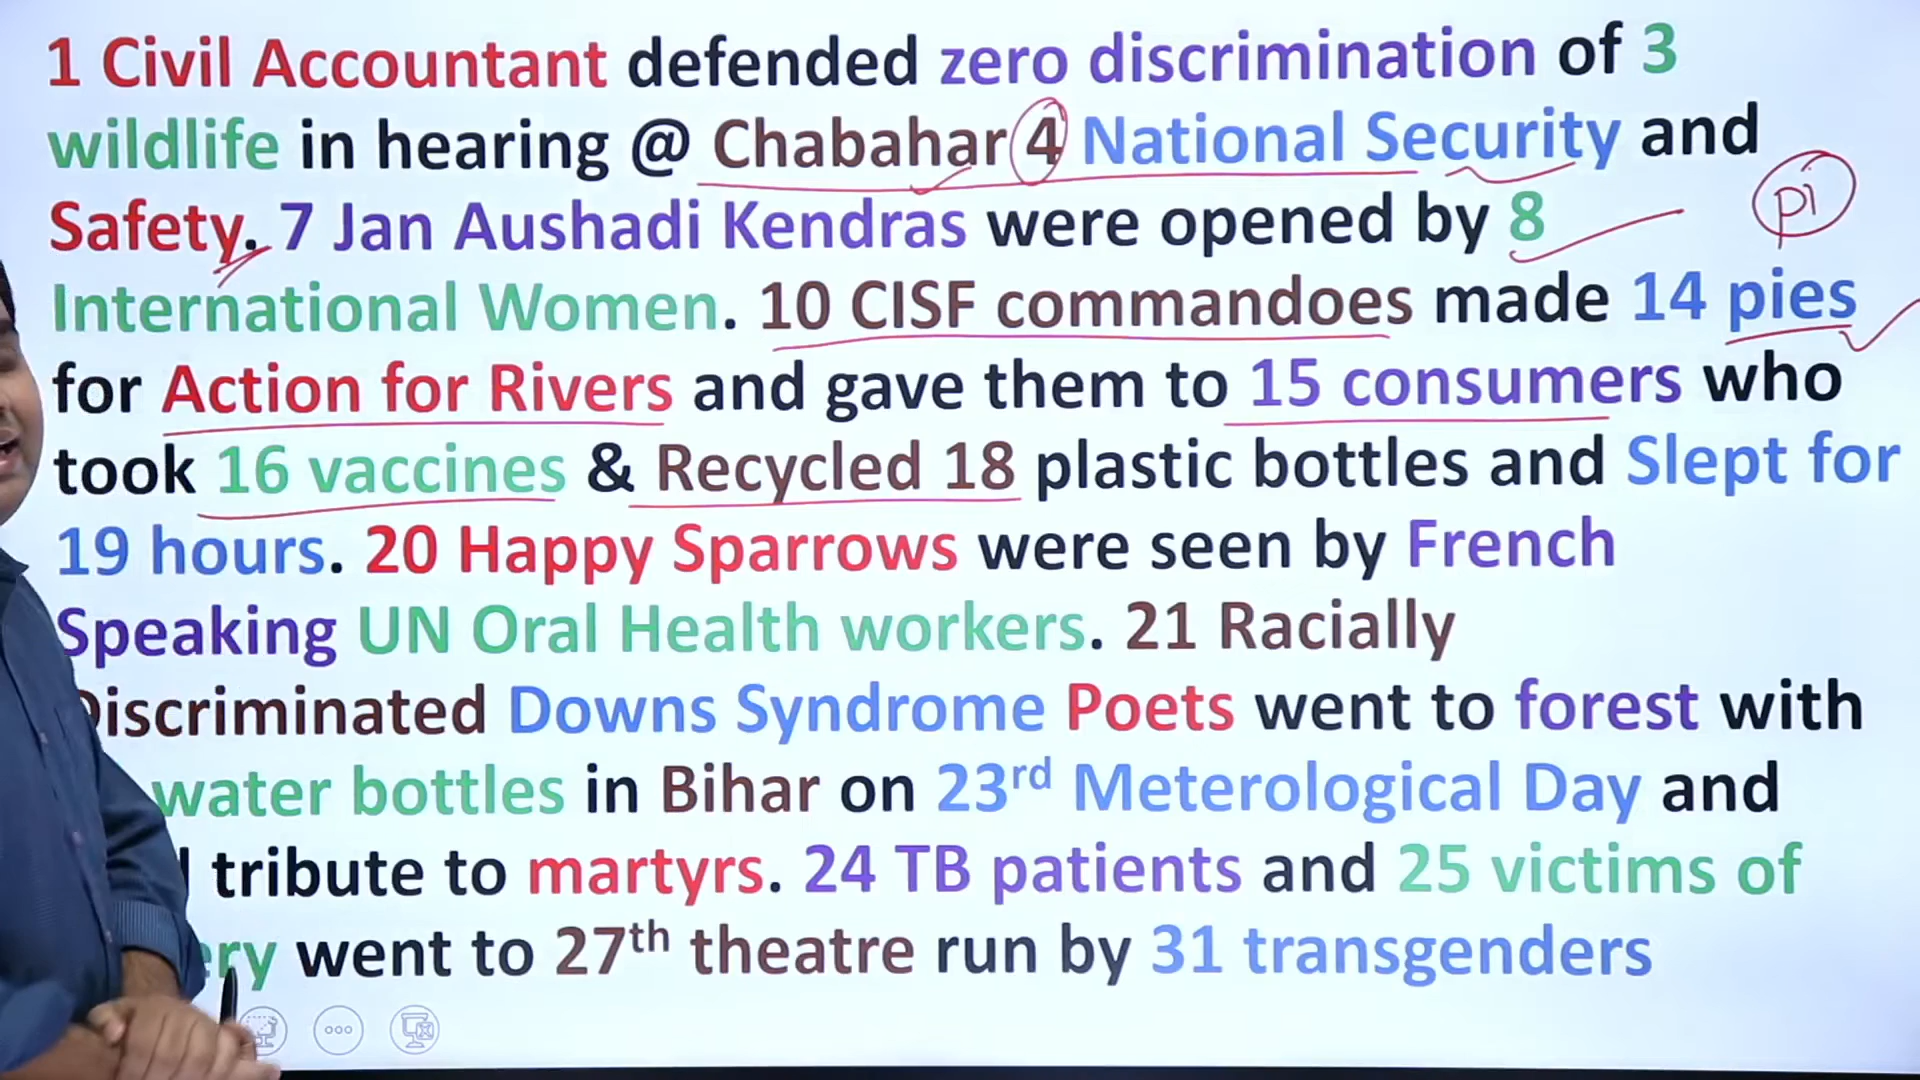 1 Civil Accountant defended zero discrimination of 3
wildlife in hearing @ Chabahar 4 National Security and
Safety. 7 Jan Aushadi Kendras were opened by 8
pi
International Women. 10 CISF commandoes made 14 pies
for Action for Rivers and gave them to 15 consumers who
took 16 vaccines & Recycled 18 plastic bottles and Slept for
19 hours. 20 Happy Sparrows were seen by French
Speaking UN Oral Health workers. 21 Racially
Discriminated Downs Syndrome Poets went to forest with
water bottles in Bihar on 23rd Meterological Day and
tribute to martyrs. 24 TB patients and 25 victims of
went to 27th theatre run by 31 transgenders